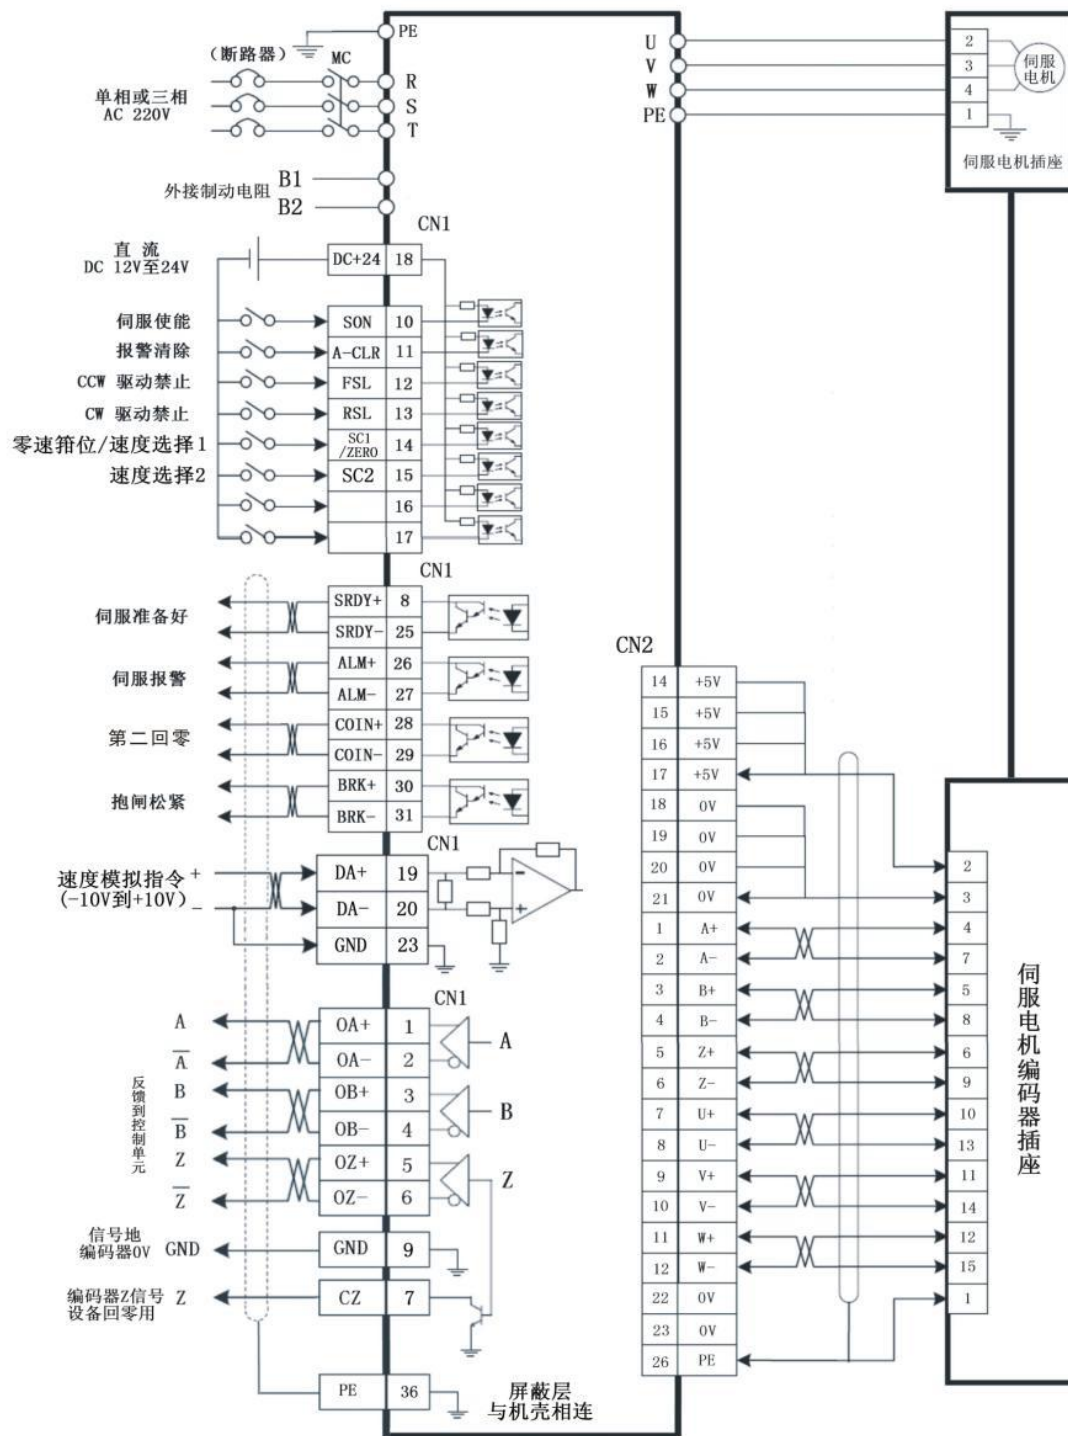 PE
(断路器)
MC
R
单相或三相
AC 220V
S
T
U
V
W
PE
2
3
4
1
伺服
电机
伺服电机插座
外接制动电阻
B1
B2
CN1
直 流
DC 12V至24V
DC+24 18
伺服使能 SON 10
报警清除 A-CLR 11
CCW 驱动禁止 FSL 12
CW 驱动禁止 RSL 13
零速箝位/速度选择1 SC1
/ZERO 14
速度选择2 SC2 15
16
17
CN1
伺服准备好
SRDY+ 8
SRDY- 25
伺服报警
ALM+ 26
ALM- 27
第二回零
COIN+ 28
COIN- 29
抱闸松紧
BRK+ 30
BRK- 31
CN1
速度模拟指令 +
(-10V到+10V) -
DA+ 19
DA- 20
GND 23
- 
+
CN1
反馈到控制单元
A OA+ 1
A
A̅ OA- 2
B OB+ 3
B
B̅ OB- 4
Z OZ+ 5
Z
Z̅ OZ- 6
信号地
编码器0V GND GND 9
编码器Z信号 Z CZ 7
设备回零用
PE 36
屏蔽层
与机壳相连
CN2
14 +5V
15 +5V
16 +5V
17 +5V
18 0V
19 0V
20 0V
21 0V
1 A+
2 A-
3 B+
4 B-
5 Z+
6 Z-
7 U+
8 U-
9 V+
10 V-
11 W+
12 W-
22 0V
23 0V
26 PE
2
3
4
7
5
8
6
9
10
13
11
14
12
15
1
伺服电机编码器插座